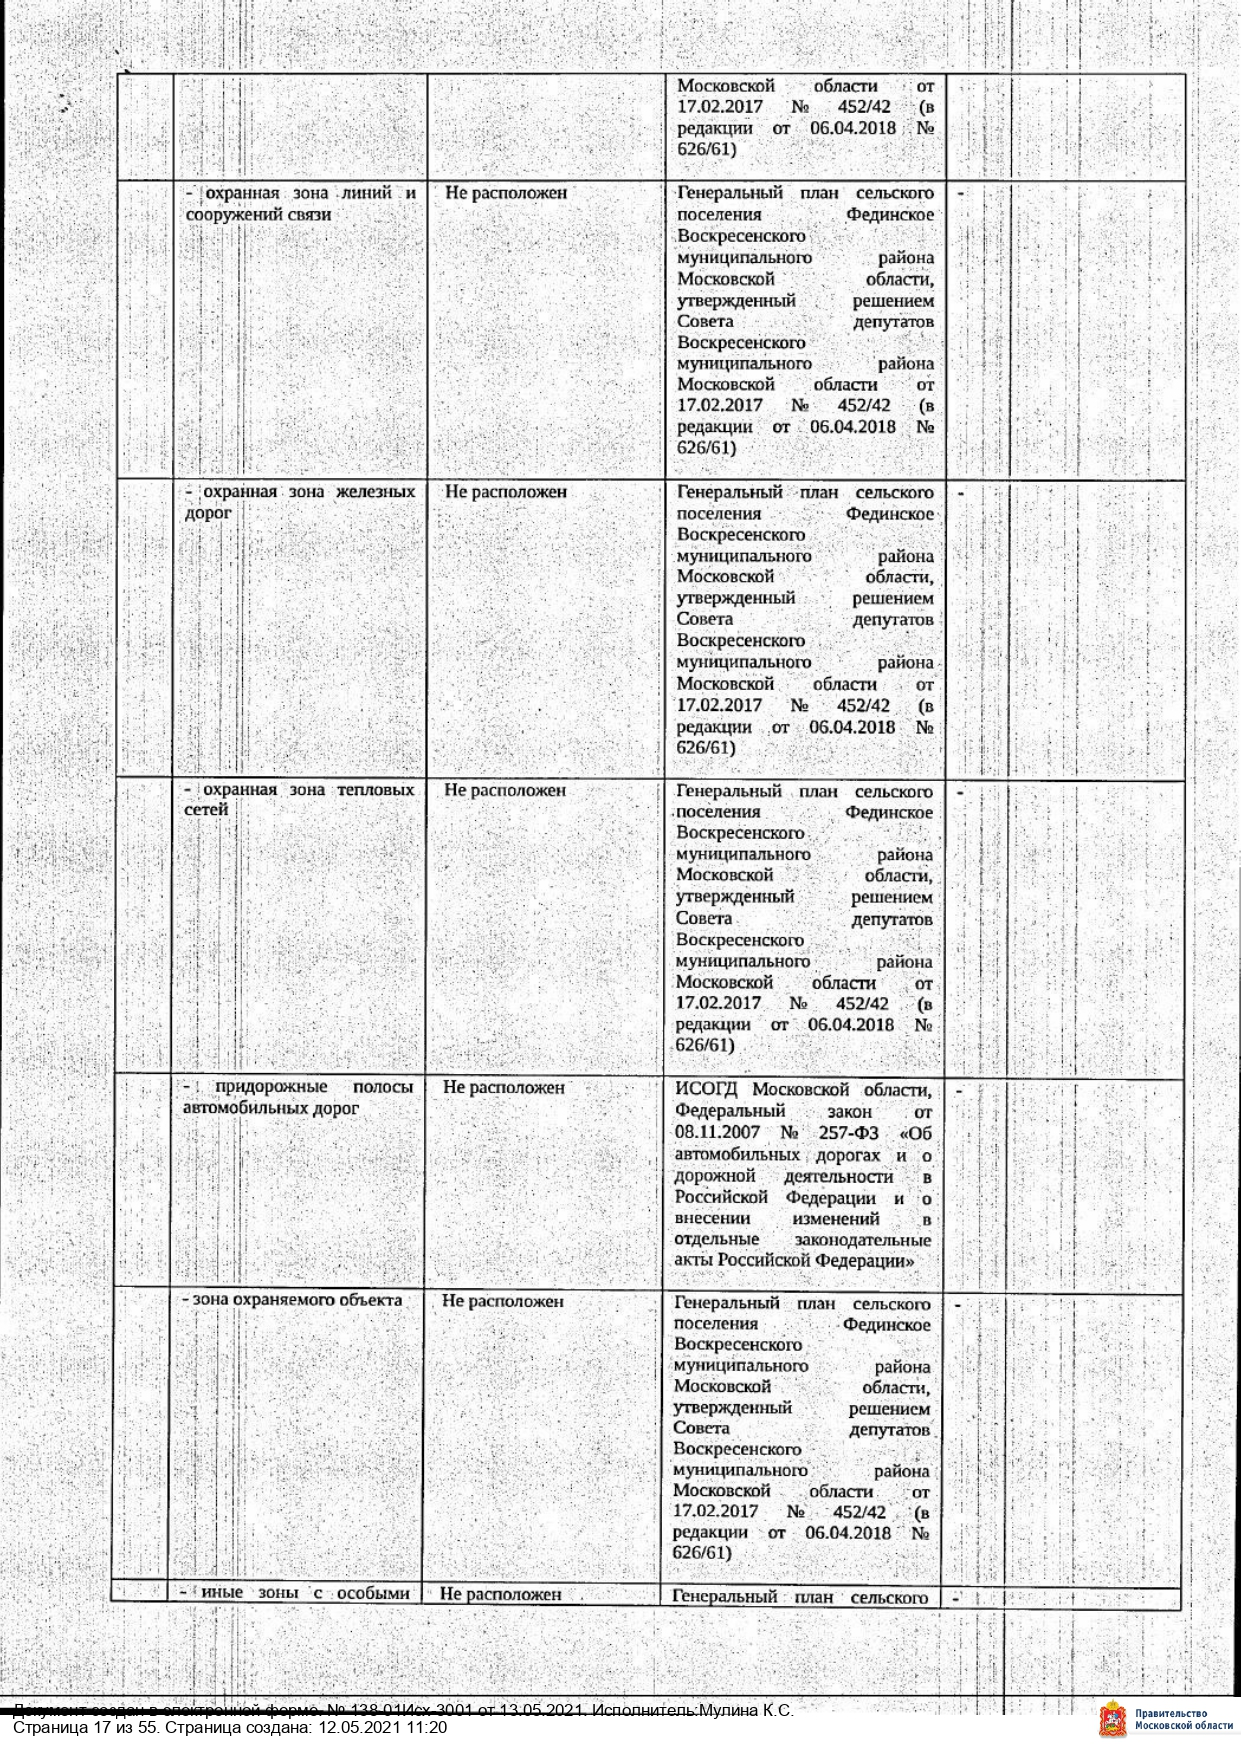 Московской области от
17.02.2017 № 452/42 (в
редакции от 06.04.2018 №
626/61)
- охранная зона линий и
сооружений связи
Не расположен
Генеральный план сельского
поселения Фединское
Воскресенского
муниципального района
Московской области,
утвержденный решением
Совета депутатов
Воскресенского
муниципального района
Московской области от
17.02.2017 № 452/42 (в
редакции от 06.04.2018 №
626/61)
-
- охранная зона железных
дорог
Не расположен
Генеральный план сельского
поселения Фединское
Воскресенского
муниципального района
Московской области,
утвержденный решением
Совета депутатов
Воскресенского
муниципального района
Московской области от
17.02.2017 № 452/42 (в
редакции от 06.04.2018 №
626/61)
-
- охранная зона тепловых
сетей
Не расположен
Генеральный план сельского
поселения Фединское
Воскресенского
муниципального района
Московской области,
утвержденный решением
Совета депутатов
Воскресенского
муниципального района
Московской области от
17.02.2017 № 452/42 (в
редакции от 06.04.2018 №
626/61)
-
- придорожные полосы
автомобильных дорог
Не расположен
ИСОГД Московской области,
Федеральный закон от
08.11.2007 № 257-ФЗ «Об
автомобильных дорогах и о
дорожной деятельности в
Российской Федерации и о
внесении изменений в
отдельные законодательные
акты Российской Федерации»
-
- зона охраняемого объекта
Не расположен
Генеральный план сельского
поселения Фединское
Воскресенского
муниципального района
Московской области,
утвержденный решением
Совета депутатов
Воскресенского
муниципального района
Московской области от
17.02.2017 № 452/42 (в
редакции от 06.04.2018 №
626/61)
-
- иные зоны с особыми
Не расположен
Генеральный план сельского
-
Документ создан в электронной форме. № 138-01Исх-3001 от 13.05.2021. Исполнитель:Мулина К.С.
Страница 17 из 55. Страница создана: 12.05.2021 11:20
Правительство
Московской области